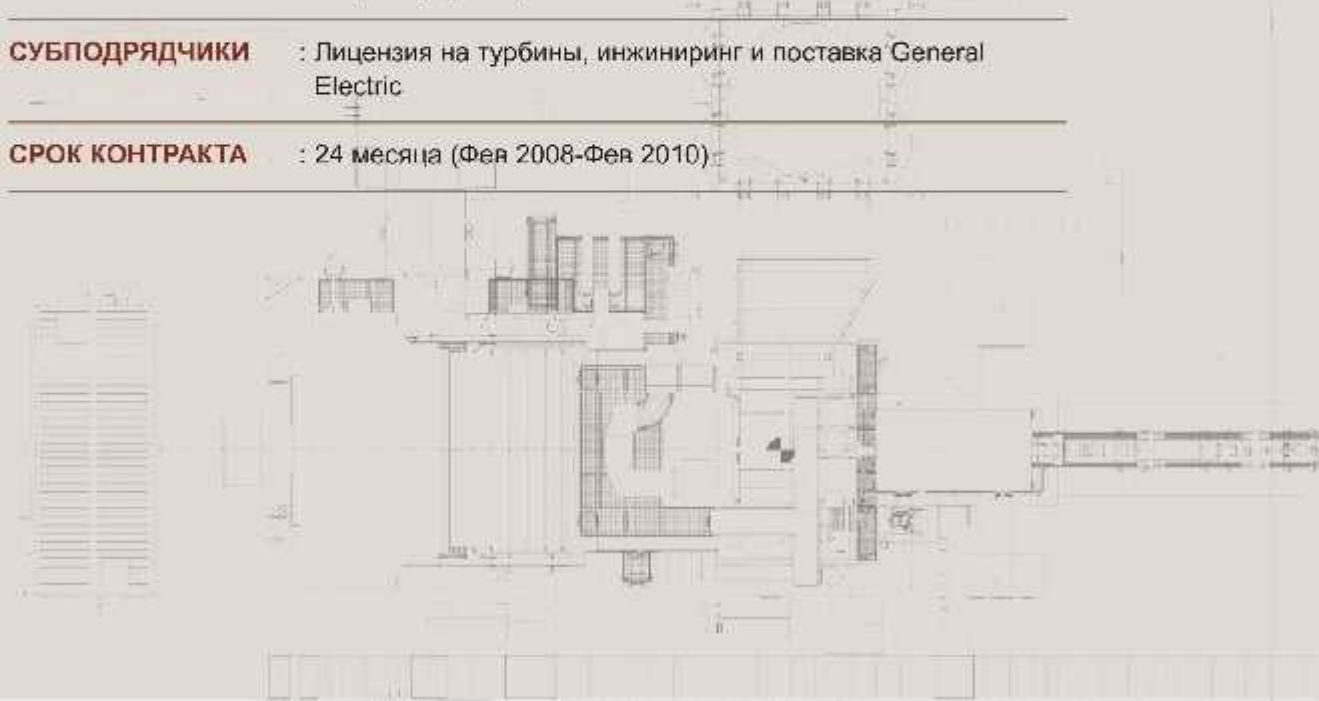 СУБПОДРЯДЧИКИ : Лицензия на турбины, инжиниринг и поставка General
Electric
СРОК КОНТРАКТА : 24 месяца (Фев 2008-Фев 2010)